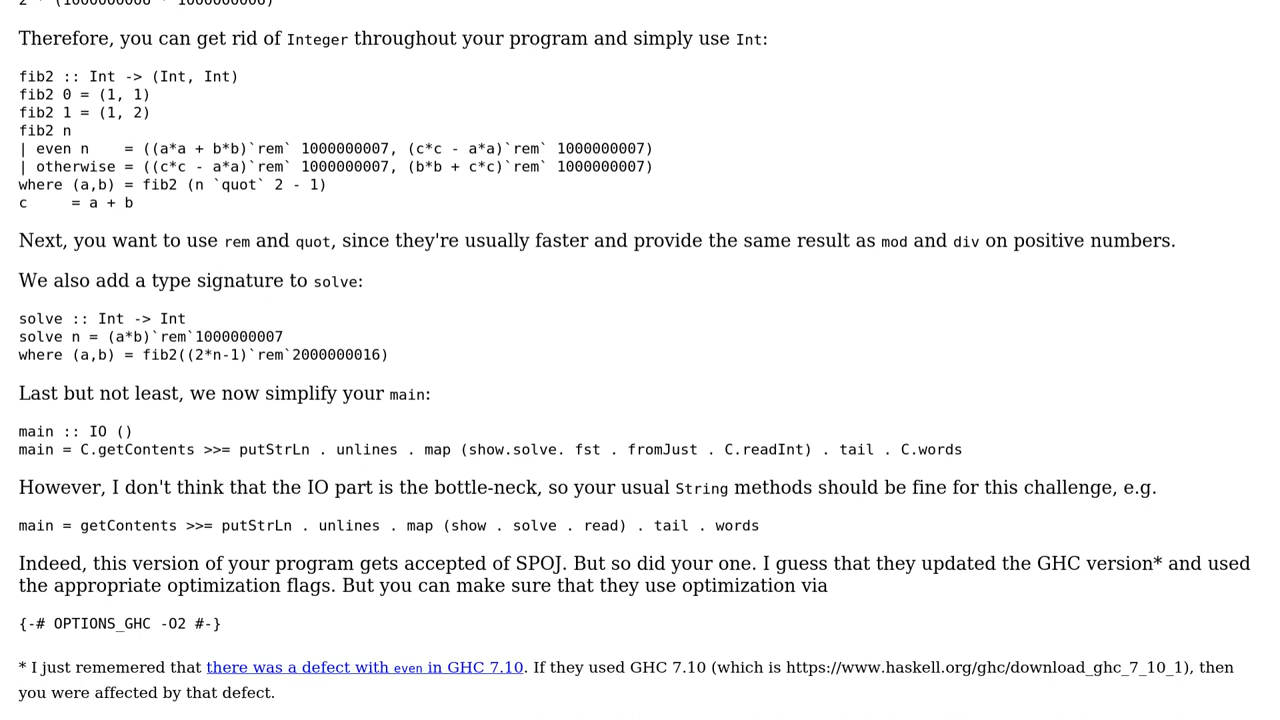 2 * (1000000006 * 1000000006)
Therefore, you can get rid of Integer throughout your program and simply use Int:
fib2 :: Int -> (Int, Int)
fib2 0 = (1, 1)
fib2 1 = (1, 2)
fib2 n
| even n    = ((a*a + b*b)`rem` 1000000007, (c*c - a*a)`rem` 1000000007)
| otherwise = ((c*c - a*a)`rem` 1000000007, (b*b + c*c)`rem` 1000000007)
where (a,b) = fib2 (n `quot` 2 - 1)
c     = a + b
Next, you want to use rem and quot, since they're usually faster and provide the same result as mod and div on positive numbers.
We also add a type signature to solve:
solve :: Int -> Int
solve n = (a*b)`rem`1000000007
where (a,b) = fib2((2*n-1)`rem`2000000016)
Last but not least, we now simplify your main:
main :: IO ()
main = C.getContents >>= putStrLn . unlines . map (show.solve. fst . fromJust . C.readInt) . tail . C.words
However, I don't think that the IO part is the bottle-neck, so your usual String methods should be fine for this challenge, e.g.
main = getContents >>= putStrLn . unlines . map (show . solve . read) . tail . words
Indeed, this version of your program gets accepted of SPOJ. But so did your one. I guess that they updated the GHC version* and used
the appropriate optimization flags. But you can make sure that they use optimization via
{-# OPTIONS_GHC -O2 #-}
* I just rememered that there was a defect with even in GHC 7.10. If they used GHC 7.10 (which is https://www.haskell.org/ghc/download_ghc_7_10_1), then
you were affected by that defect.